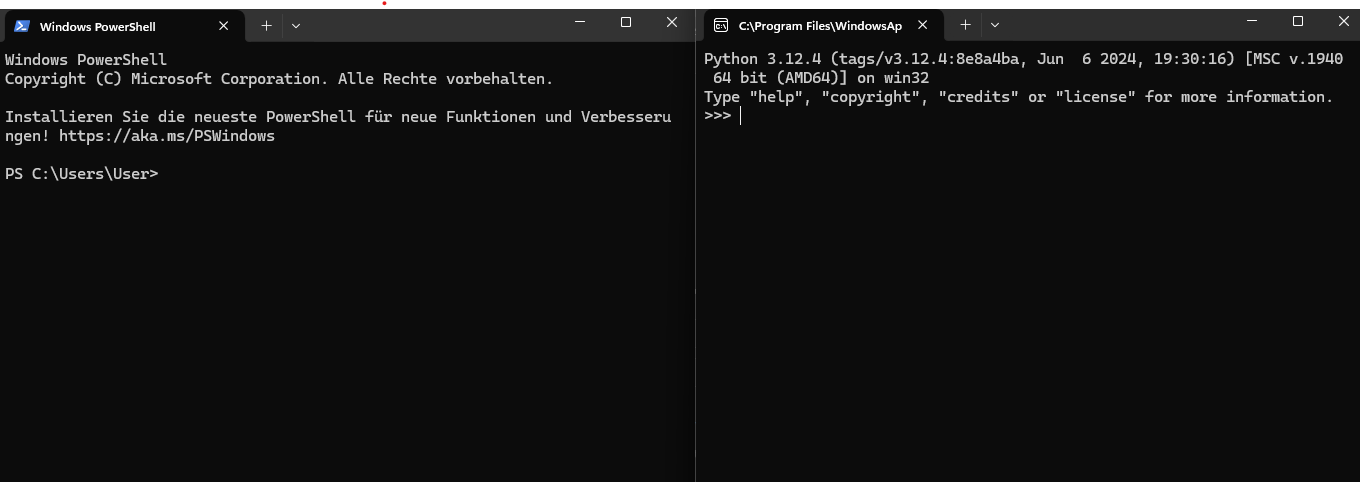 Windows PowerShell
Windows PowerShell
Copyright (C) Microsoft Corporation. Alle Rechte vorbehalten.
Installieren Sie die neueste PowerShell für neue Funktionen und Verbesseru
ngen! https://aka.ms/PSWindows
PS C:\Users\User>
C:\Program Files\WindowsAp
Python 3.12.4 (tags/v3.12.4:8e8a4ba, Jun  6 2024, 19:30:16) [MSC v.1940
64 bit (AMD64)] on win32
Type "help", "copyright", "credits" or "license" for more information.
>>>